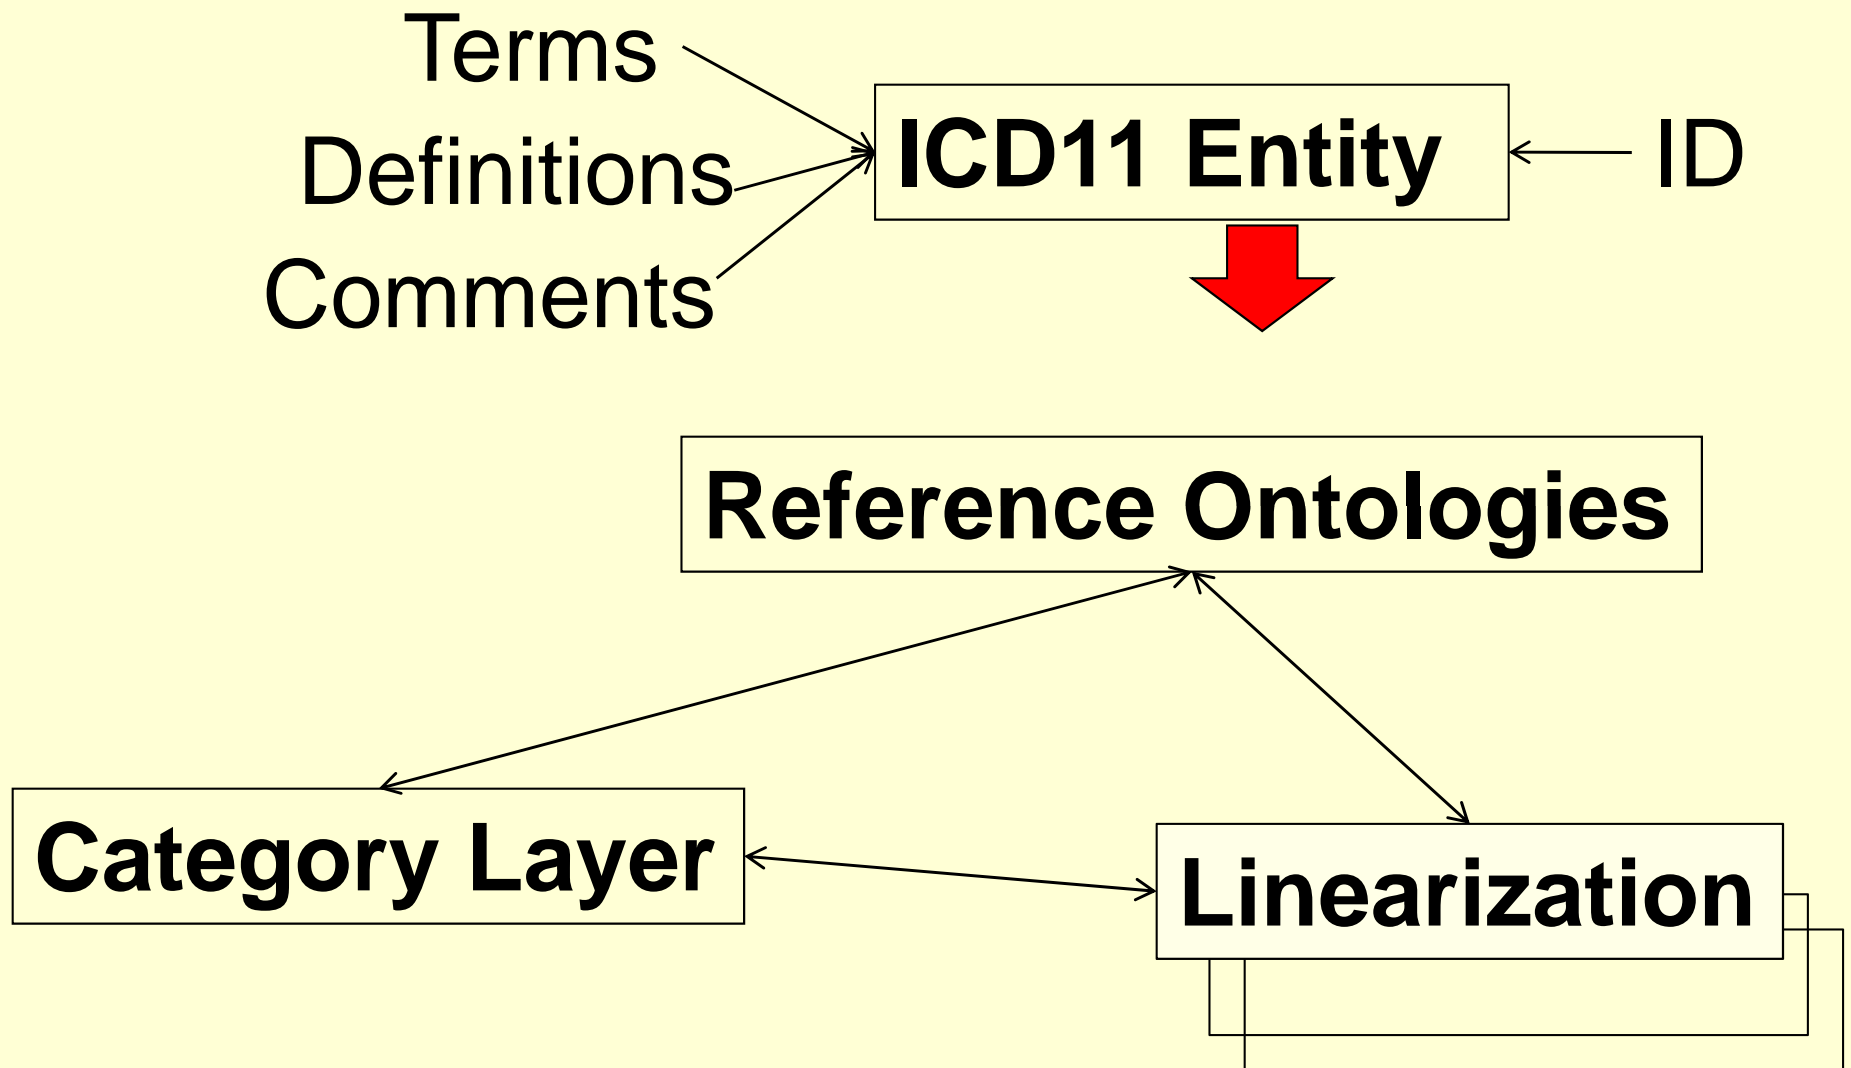 Terms
ICD11 Entity
ID
Definitions
Comments
Reference Ontologies
Category Layer
Linearization